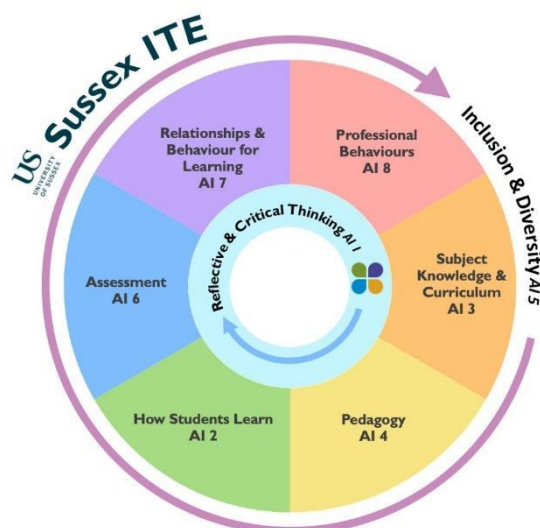 Sussex ITE
US
UNIVERSITY
OF SUSSEX
Inclusion & Diversity AI 5
Relationships &
Behaviour for
Learning
AI 7
Professional
Behaviours
AI 8
Reflective & Critical Thinking AI 1
Assessment
AI 6
Subject
Knowledge &
Curriculum
AI 3
How Students Learn
AI 2
Pedagogy
AI 4